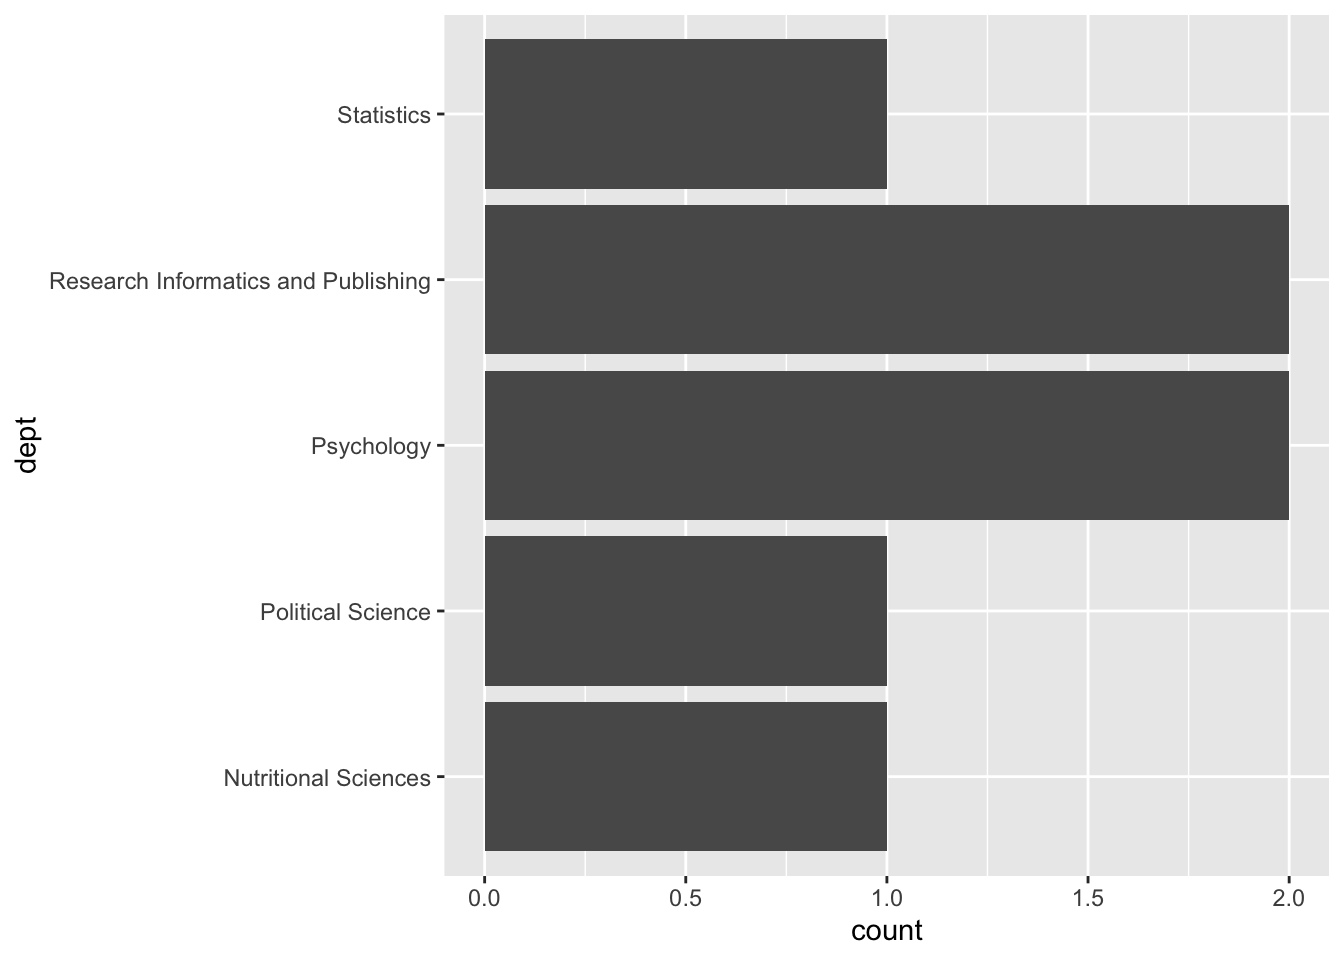 Statistics
Research Informatics and Publishing
Psychology
Political Science
Nutritional Sciences
dept
0.0 0.5 1.0 1.5 2.0
count